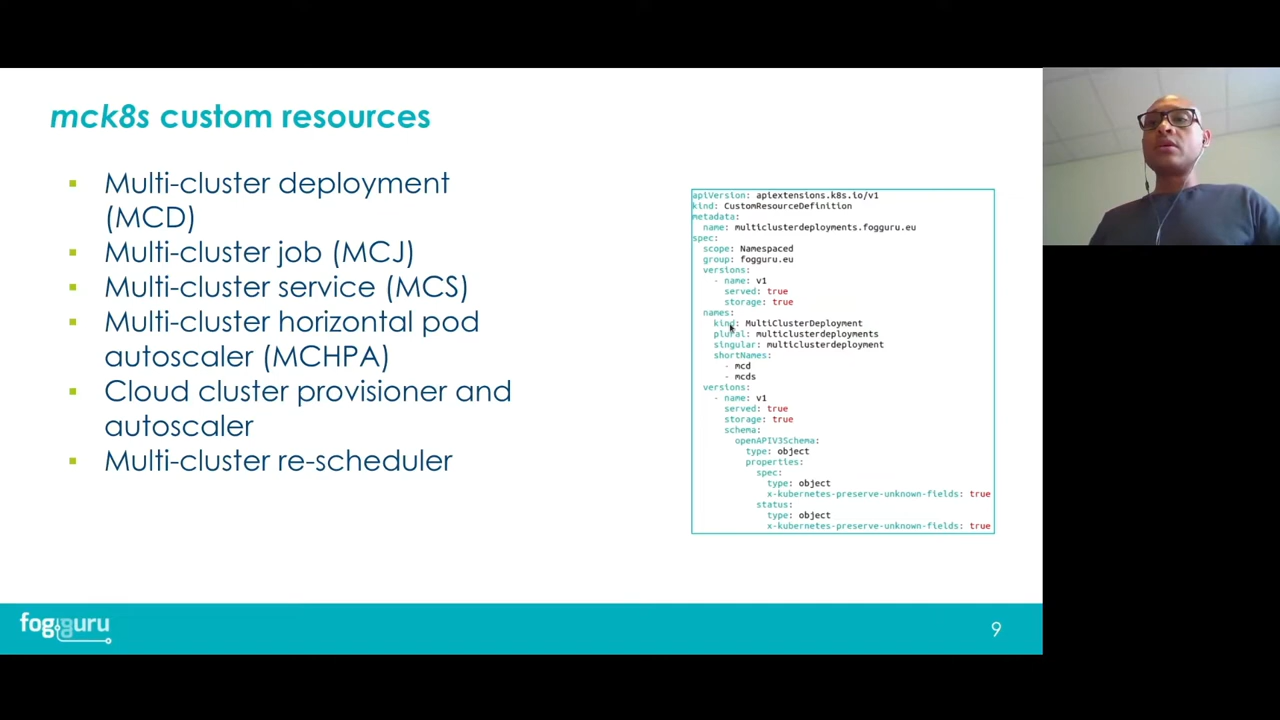 mck8s custom resources
Multi-cluster deployment
(MCD)
Multi-cluster job (MCJ)
Multi-cluster service (MCS)
Multi-cluster horizontal pod
autoscaler (MCHPA)
Cloud cluster provisioner and
autoscaler
Multi-cluster re-scheduler
apiVersion: apiextensions.k8s.io/v1
kind: CustomResourceDefinition
metadata:
name: multiclusterdeployments.fogguru.eu
spec:
scope: Namespaced
group: fogguru.eu
versions:
- name: v1
served: true
storage: true
names:
kind: MultiClusterDeployment
plural: multiclusterdeployments
singular: multiclusterdeployment
shortNames:
- mcd
- mcds
versions:
- name: v1
served: true
storage: true
schema:
openAPIV3Schema:
type: object
properties:
spec:
type: object
x-kubernetes-preserve-unknown-fields: true
status:
type: object
x-kubernetes-preserve-unknown-fields: true
fogguru
9